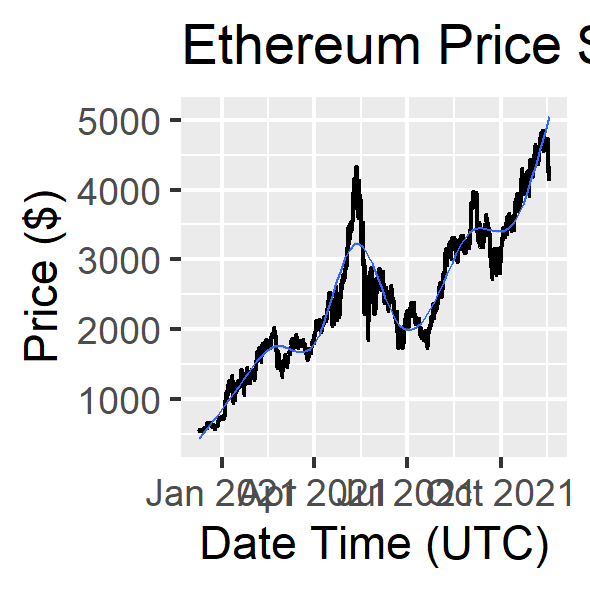 Ethereum Price
Price ($)
5000
4000
3000
2000
1000
Jan 2021 Apr 2021 Jul 2021 Oct 2021
Date Time (UTC)